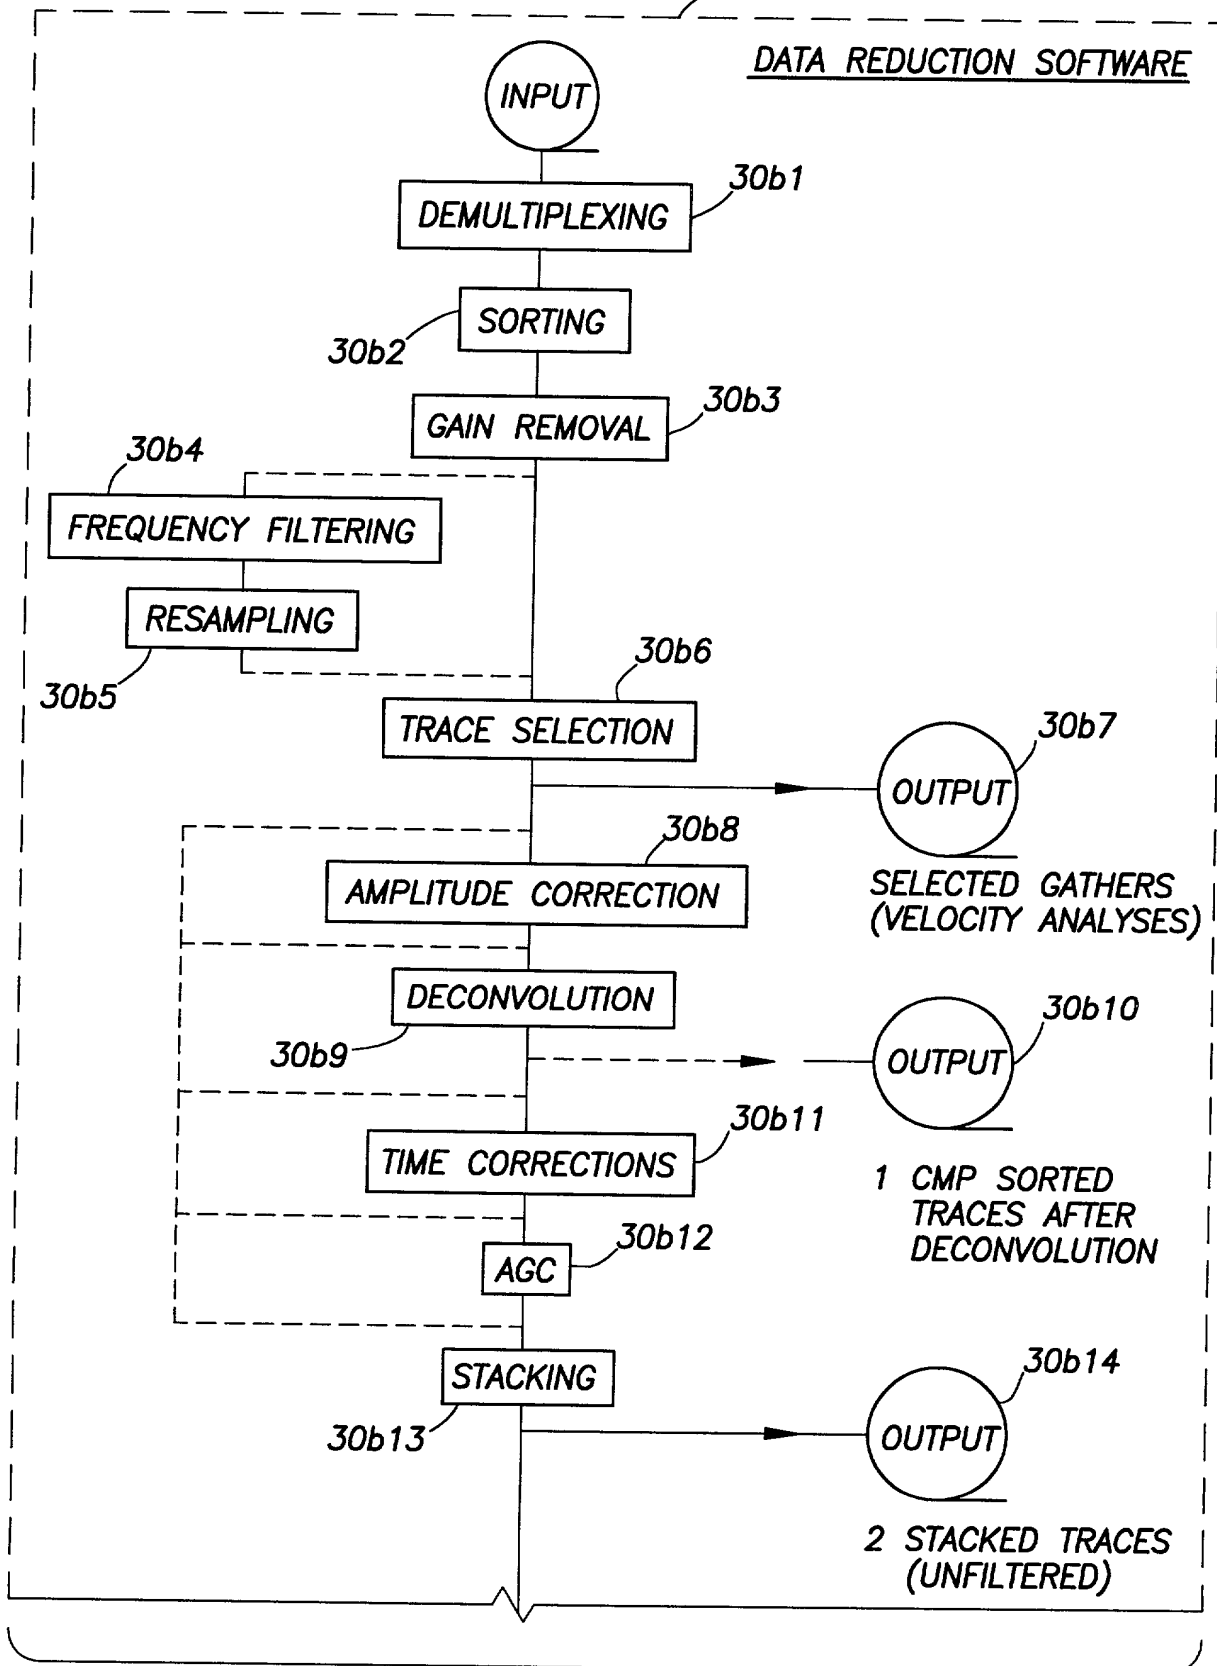 DATA REDUCTION SOFTWARE
INPUT
30b1
DEMULTIPLEXING
SORTING
30b2
30b3
GAIN REMOVAL
30b4
FREQUENCY FILTERING
RESAMPLING
30b5
30b6
TRACE SELECTION
30b7
OUTPUT
SELECTED GATHERS
(VELOCITY ANALYSES)
30b8
AMPLITUDE CORRECTION
DECONVOLUTION
30b9
30b10
OUTPUT
1 CMP SORTED
TRACES AFTER
DECONVOLUTION
30b11
TIME CORRECTIONS
30b12
AGC
STACKING
30b13
30b14
OUTPUT
2 STACKED TRACES
(UNFILTERED)